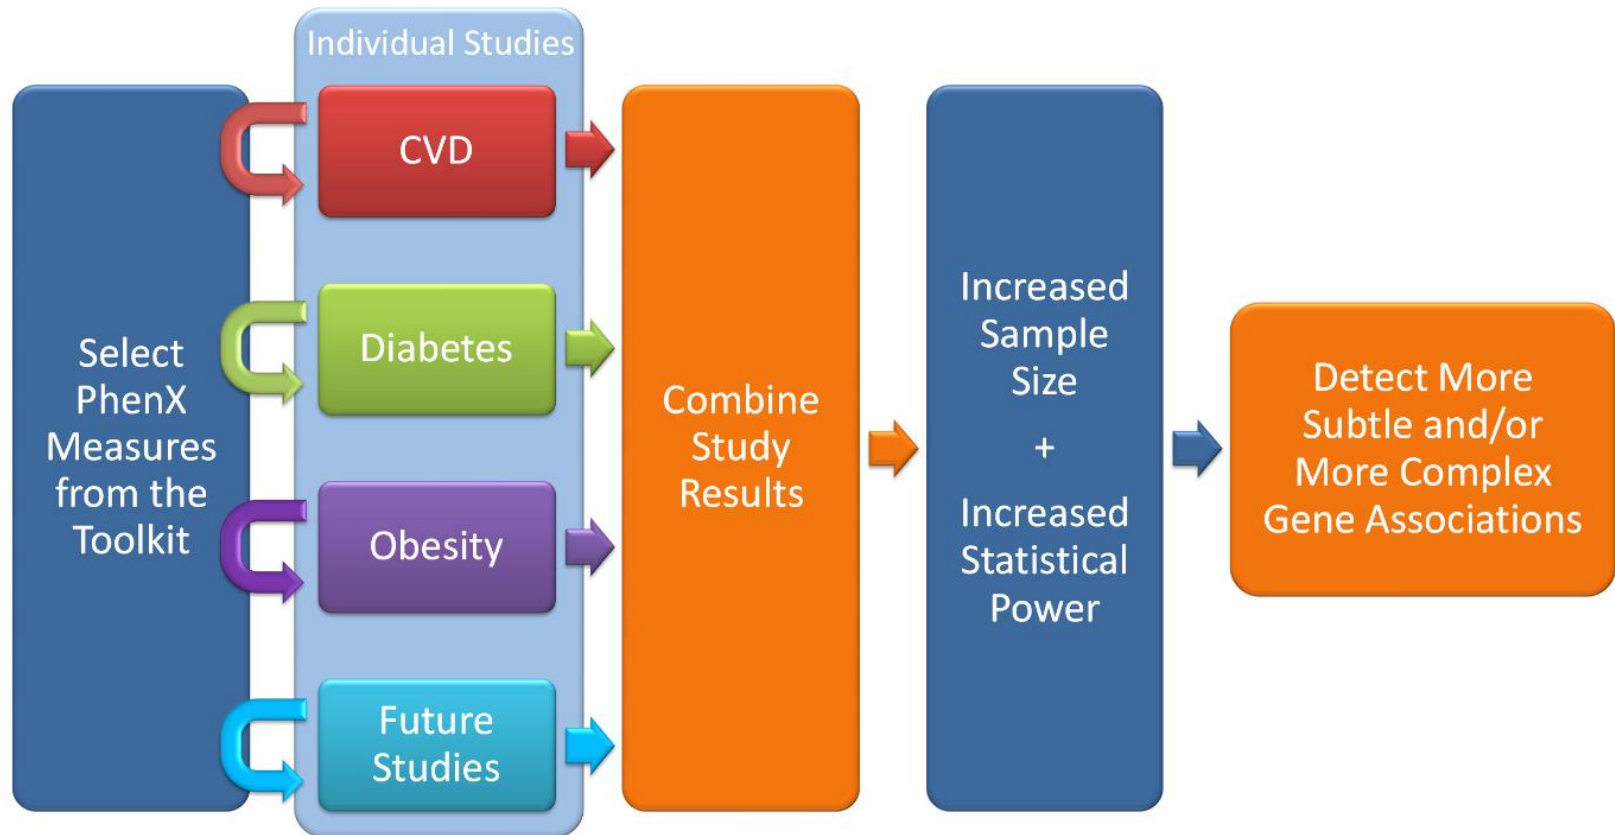 Individual Studies
Select
PhenX
Measures
from the
Toolkit
CVD
Diabetes
Obesity
Future
Studies
Combine
Study
Results
Increased
Sample
Size
+
Increased
Statistical
Power
Detect More
Subtle and/or
More Complex
Gene Associations